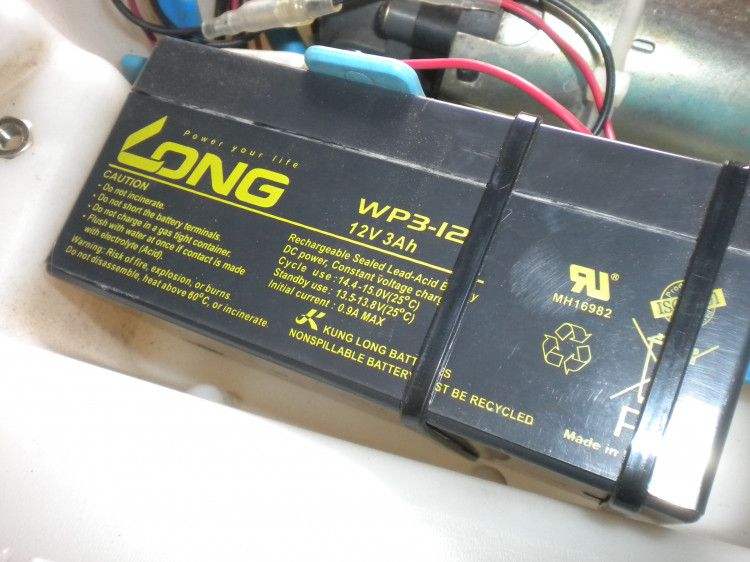 Power your life
LONG
CAUTION
• Do not incinerate.
• Do not short the battery terminals.
• Do not charge in a gas tight container.
• Flush with water at once if contact is made
with electrolyte (Acid).
Warning: Risk of fire, explosion, or burns.
Do not disassemble, heat above 60°C, or incinerate.
WP3-12
12V 3Ah
Rechargeable Sealed Lead-Acid B y
DC power, Constant voltage charg
Cycle use : 14.4-15.0V(25°C)
Standby use : 13.5-13.8V(25°C)
Initial current : 0.9A MAX
KUNG LONG BATT ES
NONSPILLABLE BATTERY
ST BE RECYCLED
RU®
MH16982
ISO
P
Made in